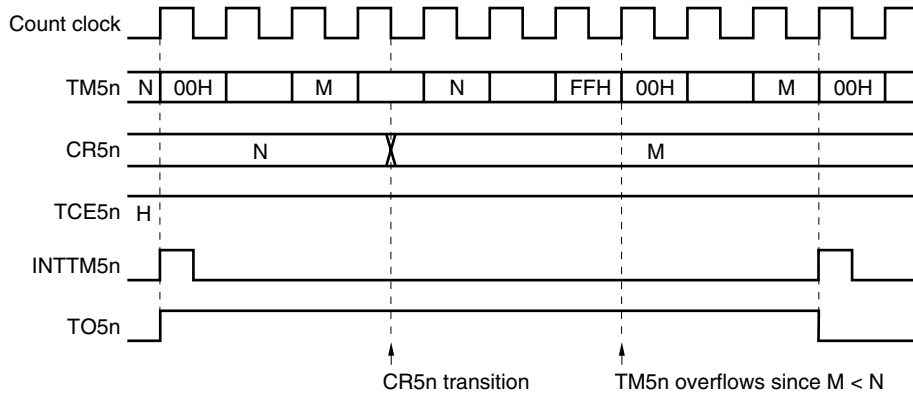 Count clock
TM5n N 00H M N FFH 00H M 00H
CR5n N M
TCE5n H
INTTM5n
TO5n
CR5n transition TM5n overflows since M < N